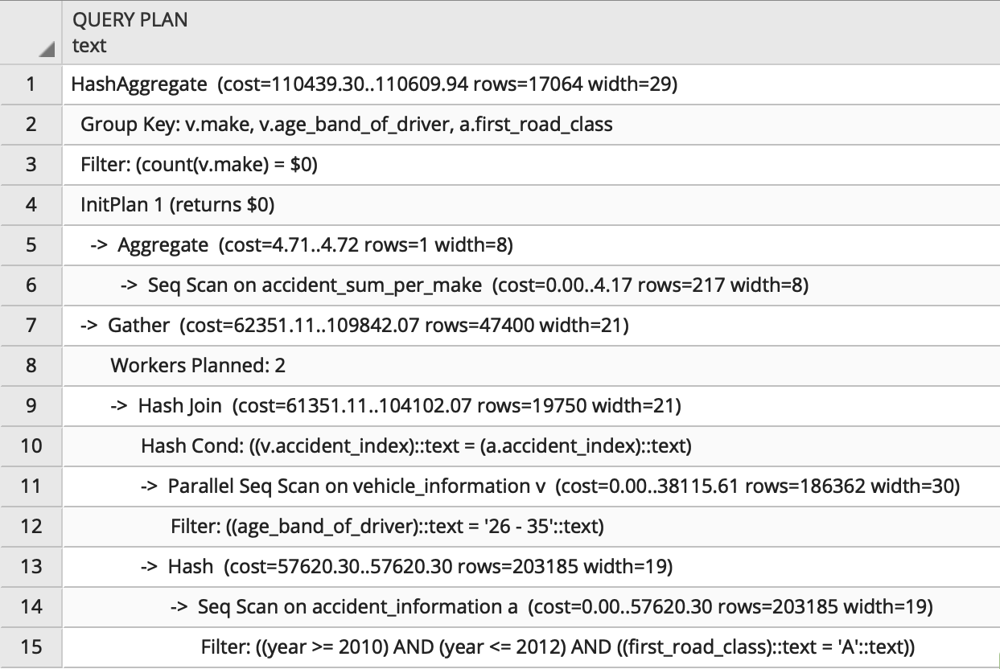 QUERY PLAN
text
1 HashAggregate (cost=110439.30..110609.94 rows=17064 width=29)
2 Group Key: v.make, v.age_band_of_driver, a.first_road_class
3 Filter: (count(v.make) = $0)
4 InitPlan 1 (returns $0)
5 -> Aggregate (cost=4.71..4.72 rows=1 width=8)
6 -> Seq Scan on accident_sum_per_make (cost=0.00..4.17 rows=217 width=8)
7 -> Gather (cost=62351.11..109842.07 rows=47400 width=21)
8 Workers Planned: 2
9 -> Hash Join (cost=61351.11..104102.07 rows=19750 width=21)
10 Hash Cond: ((v.accident_index)::text = (a.accident_index)::text)
11 -> Parallel Seq Scan on vehicle_information v (cost=0.00..38115.61 rows=186362 width=30)
12 Filter: ((age_band_of_driver)::text = '26 - 35'::text)
13 -> Hash (cost=57620.30..57620.30 rows=203185 width=19)
14 -> Seq Scan on accident_information a (cost=0.00..57620.30 rows=203185 width=19)
15 Filter: ((year >= 2010) AND (year <= 2012) AND ((first_road_class)::text = 'A'::text))